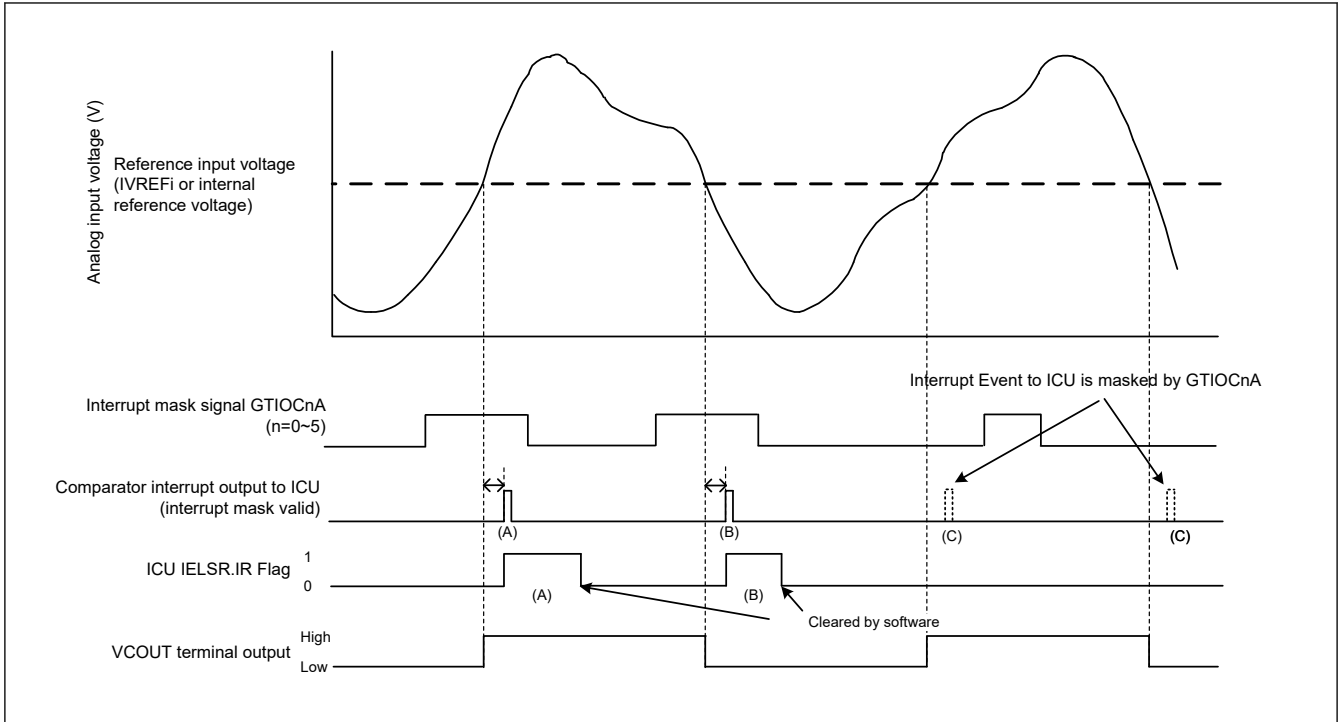 Analog input voltage (V)
Reference input voltage
(IVREFi or internal
reference voltage)
Interrupt Event to ICU is masked by GTIOCnA
Interrupt mask signal GTIOCnA
(n=0~5)
Comparator interrupt output to ICU
(interrupt mask valid)
(A)
(B)
(C)
(C)
ICU IELSR.IR Flag
1
0
(A)
(B)
Cleared by software
VCOUT terminal output
High
Low